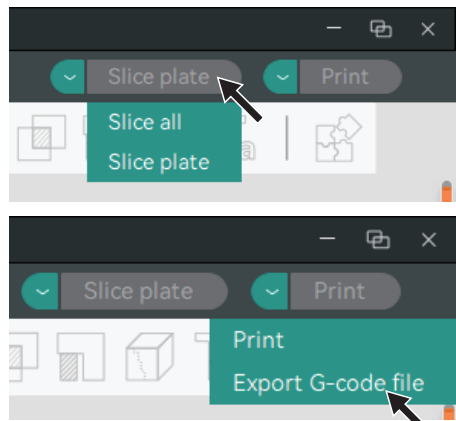 Slice plate Print
Slice all
Slice plate
Slice plate Print
Print
Export G-code file